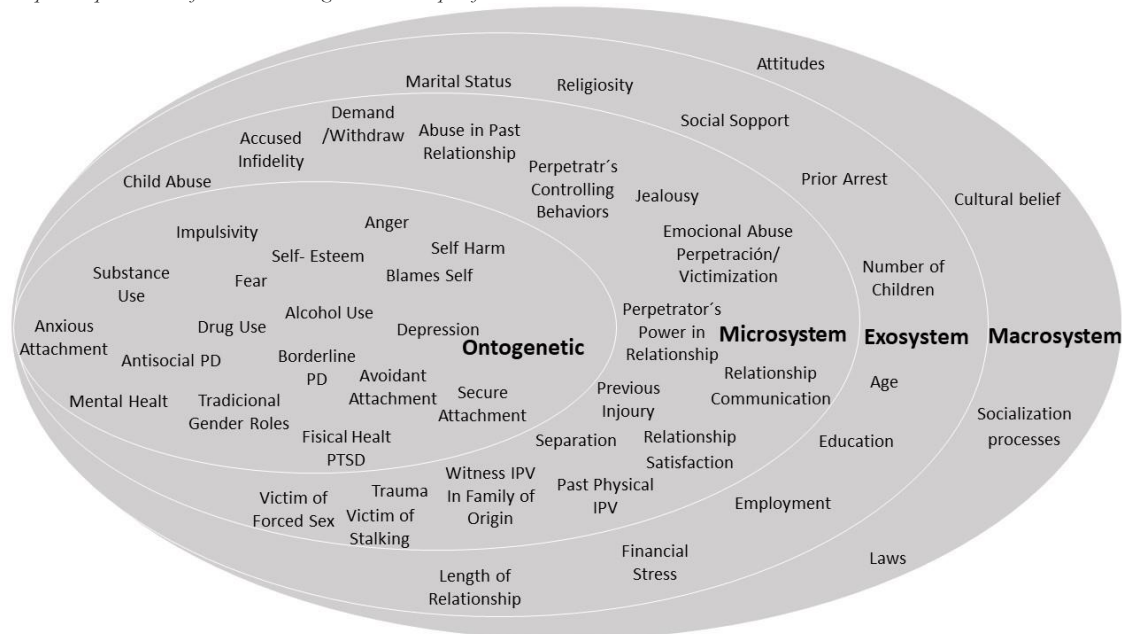 Attitudes
Marital Status
Religiosity
Demand
/Withdraw
Social Sopport
Accused
Infidelity
Abuse in Past
Relationship
Child Abuse
Perpetratr´s
Controlling
Behaviors
Jealousy
Prior Arrest
Cultural belief
Impulsivity
Anger
Self- Esteem
Self Harm
Emocional Abuse
Perpetración/
Victimization
Substance
Use
Fear
Blames Self
Number of
Children
Anxious
Attachment
Drug Use
Alcohol Use
Depression
Ontogenetic
Perpetrator´s
Power in
Relationship
Microsystem
Exosystem
Macrosystem
Antisocial PD
Borderline
PD
Avoidant
Attachment
Secure
Attachment
Relationship
Communication
Age
Mental Healt
Tradicional
Gender Roles
Previous
Injoury
Socialization
processes
Fisical Healt
PTSD
Separation
Relationship
Satisfaction
Education
Victim of
Forced Sex
Trauma
Victim of
Stalking
Witness IPV
In Family of
Origin
Past Physical
IPV
Employment
Length of
Relationship
Financial
Stress
Laws